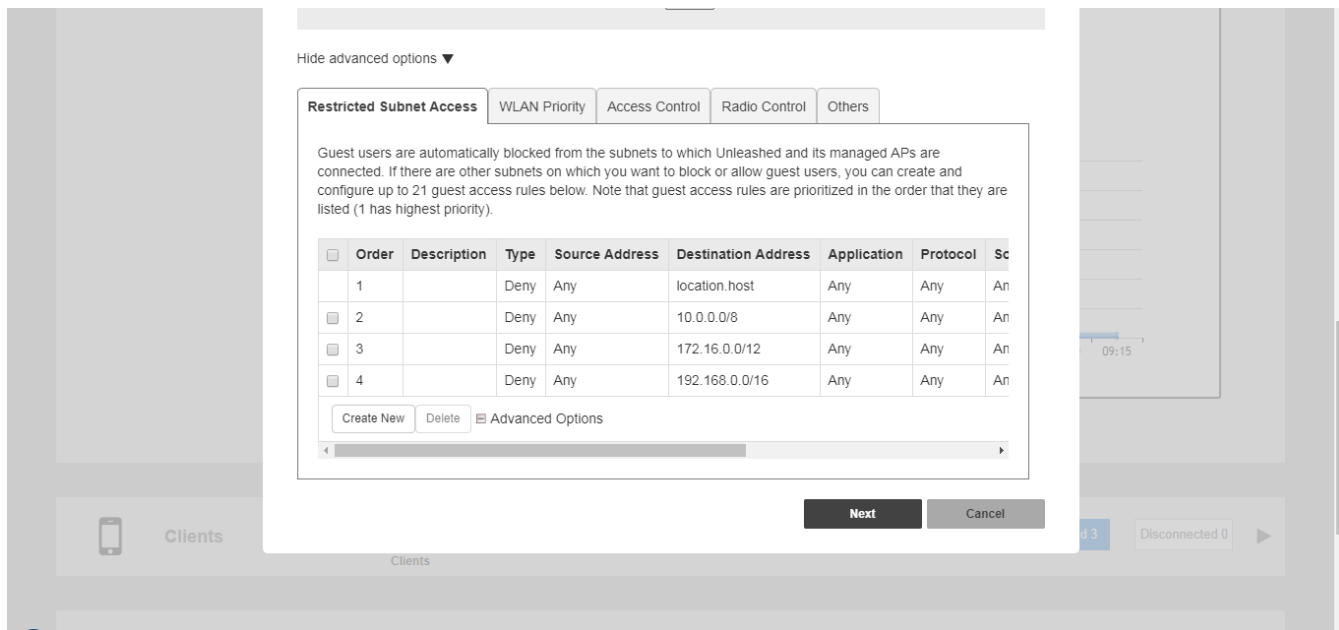 Hide advanced options ▼
Restricted Subnet Access WLAN Priority Access Control Radio Control Others
Guest users are automatically blocked from the subnets to which Unleashed and its managed APs are
connected. If there are other subnets on which you want to block or allow guest users, you can create and
configure up to 21 guest access rules below. Note that guest access rules are prioritized in the order that they are
listed (1 has highest priority).
Order Description Type Source Address Destination Address Application Protocol Sc
1 Deny Any location.host Any Any An
2 Deny Any 10.0.0.0/8 Any Any An
3 Deny Any 172.16.0.0/12 Any Any An
4 Deny Any 192.168.0.0/16 Any Any An
Create New Delete Advanced Options
Next Cancel
09:15
Clients
d 3 Disconnected 0
Clients